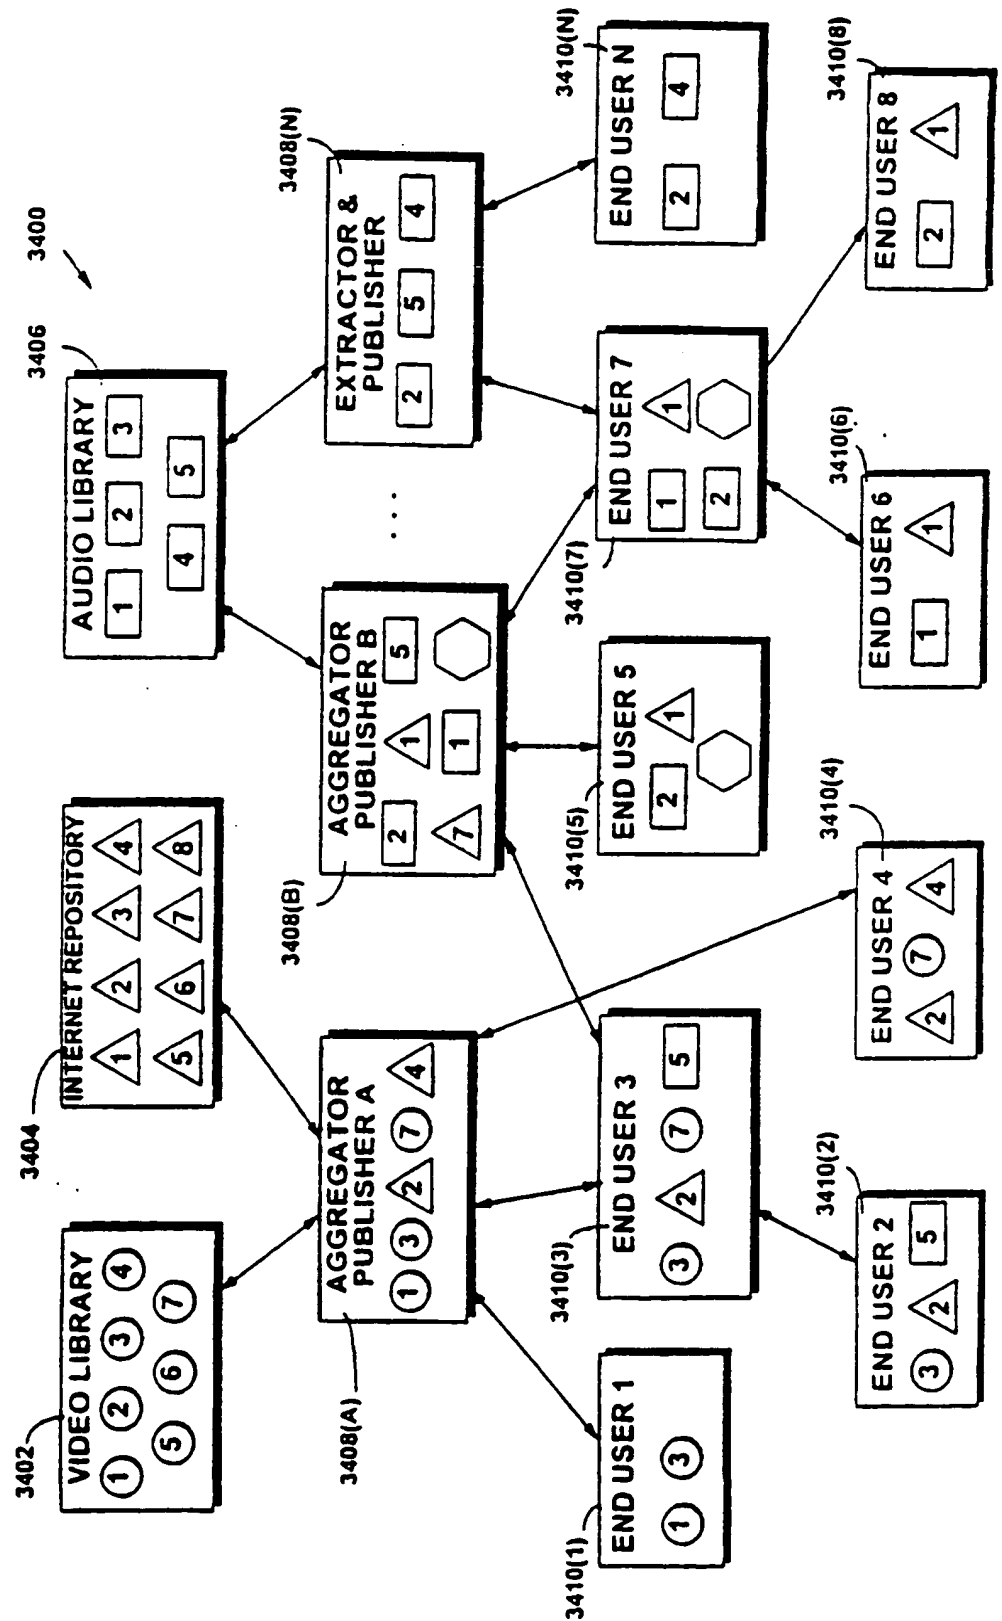 3400
3402
VIDEO LIBRARY
1 2 3 4
5 6 7
3404
INTERNET REPOSITORY
1 2 3 4
5 6 7 8
3406
AUDIO LIBRARY
1 2 3
4 5
3408(A)
AGGREGATOR
PUBLISHER A
1 3 2 7 4
3408(B)
AGGREGATOR
PUBLISHER B
2 1 5
7 1
...
3408(N)
EXTRACTOR &
PUBLISHER
2 5 4
3410(1)
END USER 1
1 3
3410(3)
END USER 3
3 2 7 5
3410(5)
END USER 5
2 1
3410(7)
END USER 7
1 1
2
3410(N)
END USER N
2 4
3410(2)
END USER 2
3 2 5
3410(4)
END USER 4
2 7 4
3410(6)
END USER 6
1 1
3410(8)
END USER 8
2 1